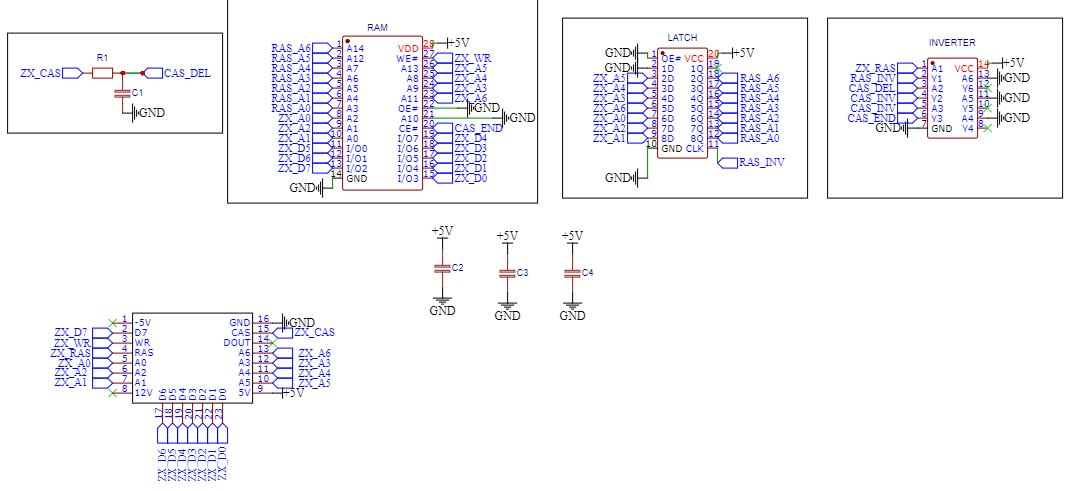 R1
ZX_CAS
CAS_DEL
C1
GND
RAM
RAS_A6 1 A14 VDD 28 +5V
RAS_A5 2 A12 WE# 27 ZX_WR
RAS_A4 3 A7 A13 26 ZX_A5
RAS_A3 4 A6 A8 25 ZX_A4
RAS_A2 5 A5 A9 24 ZX_A3
RAS_A1 6 A4 A11 23 ZX_A6
RAS_A0 7 A3 OE# 22 GND
ZX_A0 8 A2 A10 21 GND
ZX_A2 9 A1 CE# 20 CAS_END
ZX_A1 10 A0 I/O7 19 ZX_D4
ZX_D5 11 I/O0 I/O6 18 ZX_D3
ZX_D6 12 I/O1 I/O5 17 ZX_D2
ZX_D7 13 I/O2 I/O4 16 ZX_D1
GND 14 GND I/O3 15 ZX_D0
LATCH
GND 1 OE# VCC 20 +5V
GND 2 1D 1Q 19
ZX_A5 3 2D 2Q 18 RAS_A6
ZX_A4 4 3D 3Q 17 RAS_A5
ZX_A3 5 4D 4Q 16 RAS_A4
ZX_A6 6 5D 5Q 15 RAS_A3
ZX_A0 7 6D 6Q 14 RAS_A2
ZX_A2 8 7D 7Q 13 RAS_A1
ZX_A1 9 8D 8Q 12 RAS_A0
GND 10 GND CLK 11 RAS_INV
INVERTER
ZX_RAS 1 A1 VCC 14 +5V
RAS_INV 2 Y1 A6 13 GND
CAS_DEL 3 A2 Y6 12
CAS_INV 4 Y2 A5 11 GND
CAS_INV 5 A3 Y5 10
CAS_END 6 Y3 A4 9 GND
GND 7 GND Y4 8
+5V +5V +5V
C2 C3 C4
GND GND GND
1 -5V GND 16 GND
ZX_D7 2 D7 CAS 15 ZX_CAS
ZX_WR 3 WR DOUT 14
ZX_RAS 4 RAS A6 13 ZX_A6
ZX_A0 5 A0 A3 12 ZX_A3
ZX_A2 6 A2 A4 11 ZX_A4
ZX_A1 7 A1 A5 10 ZX_A5
8 12V 5V 9 +5V
D6 D5 D4 D3 D2 D1 D0
17 18 19 20 21 22 23
ZX_D6 ZX_D5 ZX_D4 ZX_D3 ZX_D2 ZX_D1 ZX_D0